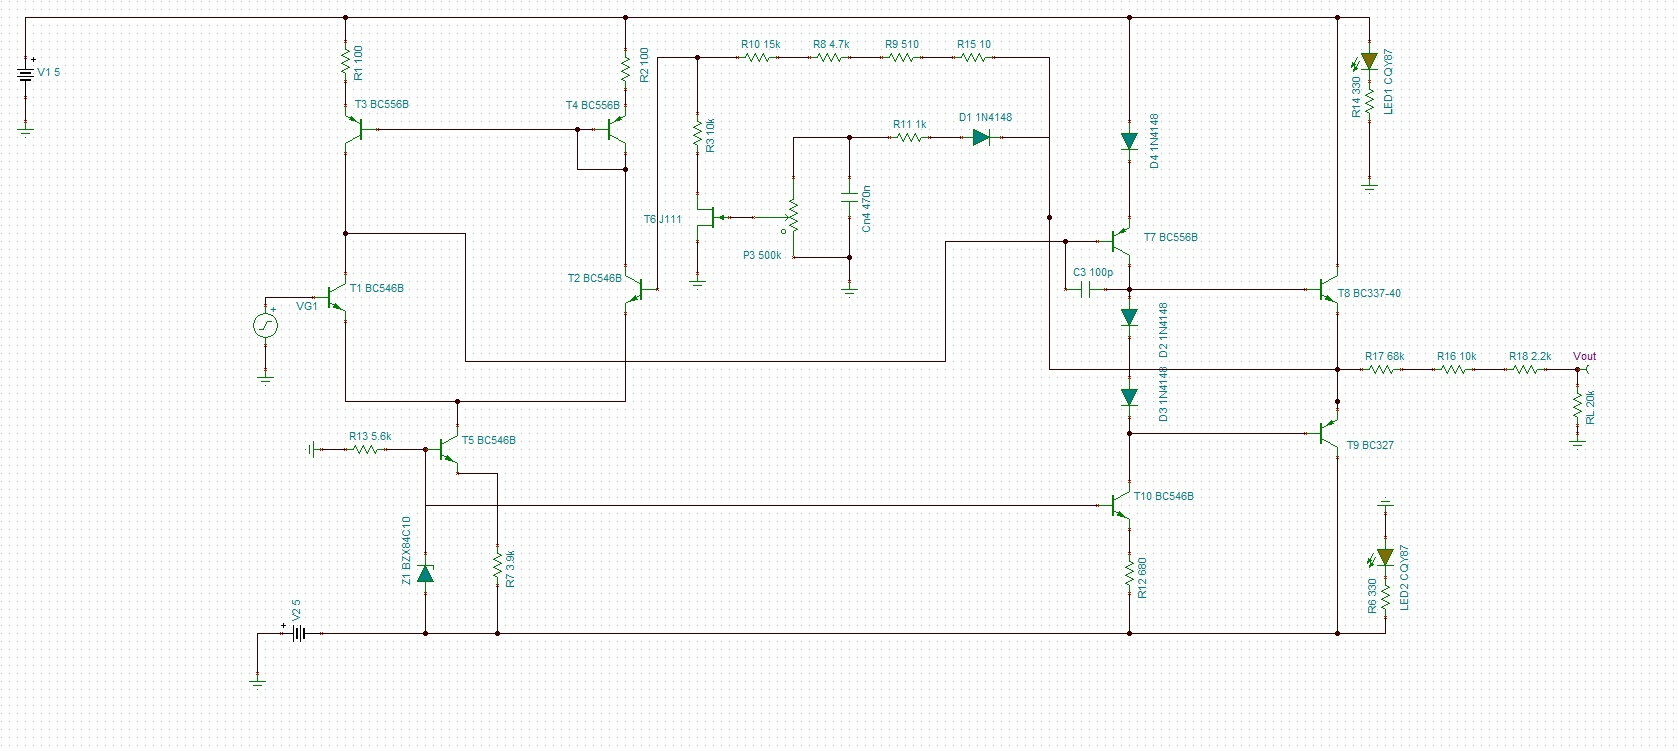 V1 5
R1 100
R2 100
R10 15k
R8 4.7k
R9 510
R15 10
R14 330
LED1 CQY87
T3 BC556B
T4 BC556B
R3 10k
R11 1k
D1 1N4148
D4 1N4148
T6 J111
Cn4 470n
P3 500k
T7 BC556B
C3 100p
T1 BC546B
VG1
T2 BC546B
T8 BC337-40
D2 1N4148
D3 1N4148
R17 68k
R16 10k
R18 2.2k
Vout
RL 20k
R13 5.6k
T5 BC546B
T9 BC327
T10 BC546B
Z1 BZX84C10
R7 3.9k
R12 680
R6 330
LED2 CQY87
V2 5